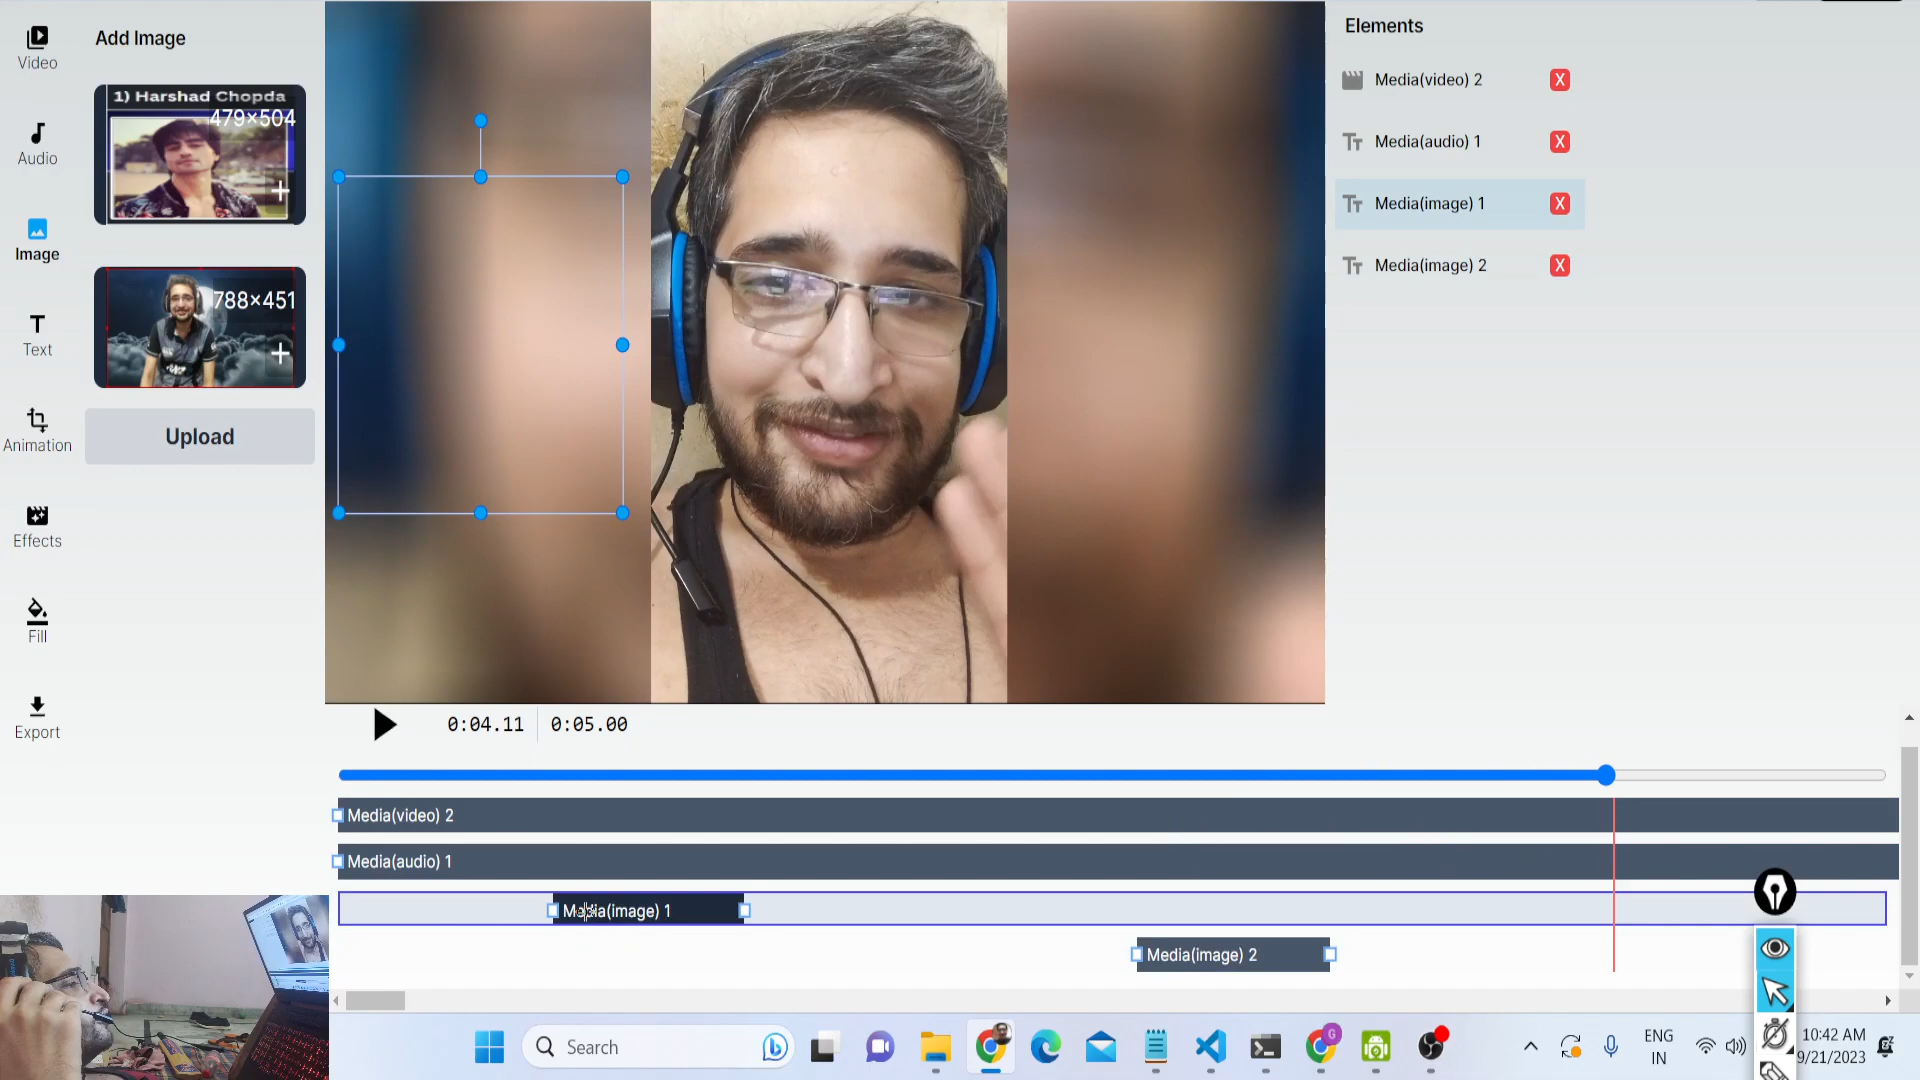 Video
Audio
Image
Text
Animation
Effects
Fill
Export
Add Image
1) Harshad Chopda
479×504
788×451
Upload
Elements
Media(video) 2
X
Media(audio) 1
X
Media(image) 1
X
Media(image) 2
X
0:04.11
0:05.00
Media(video) 2
Media(audio) 1
Media(image) 1
Media(image) 2
Search
G
ENG
IN
10:42 AM
9/21/2023